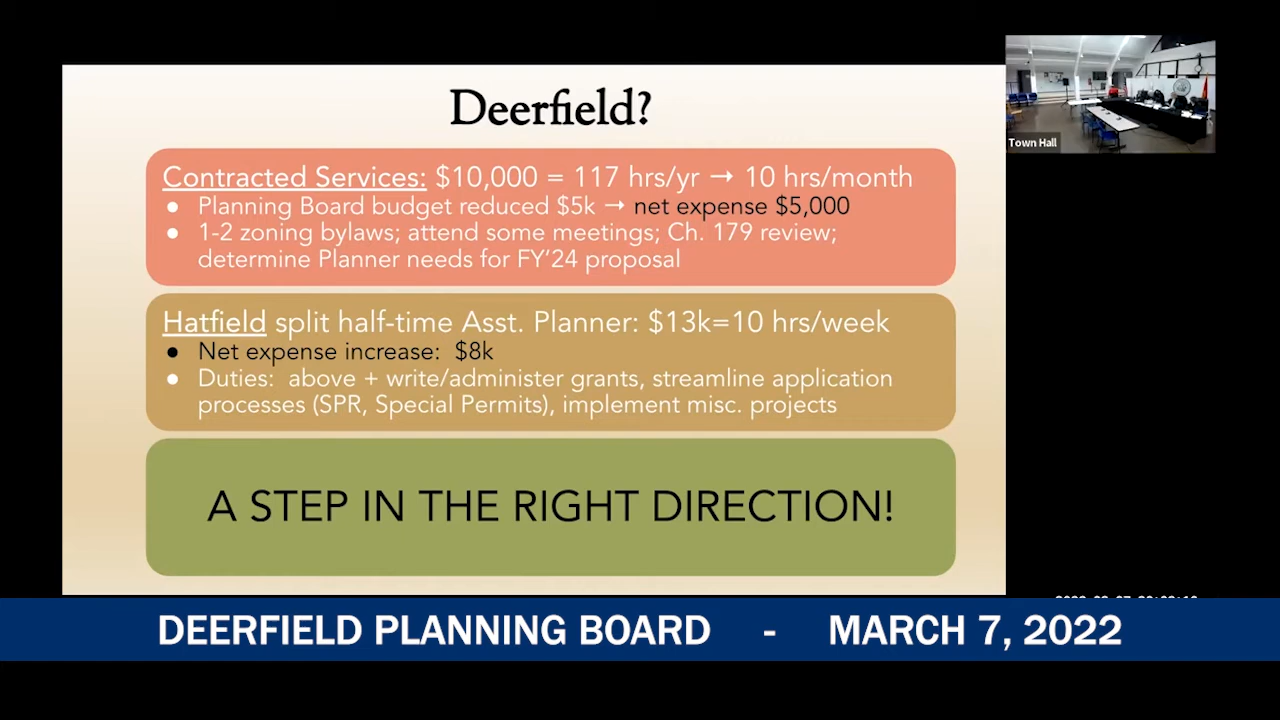 Deerfield?
Contracted Services: $10,000 = 117 hrs/yr → 10 hrs/month
● Planning Board budget reduced $5k → net expense $5,000
● 1-2 zoning bylaws; attend some meetings; Ch. 179 review;
determine Planner needs for FY'24 proposal
Hatfield split half-time Asst. Planner: $13k=10 hrs/week
● Net expense increase: $8k
● Duties: above + write/administer grants, streamline application
processes (SPR, Special Permits), implement misc. projects
A STEP IN THE RIGHT DIRECTION!
Town Hall
DEERFIELD PLANNING BOARD - MARCH 7, 2022